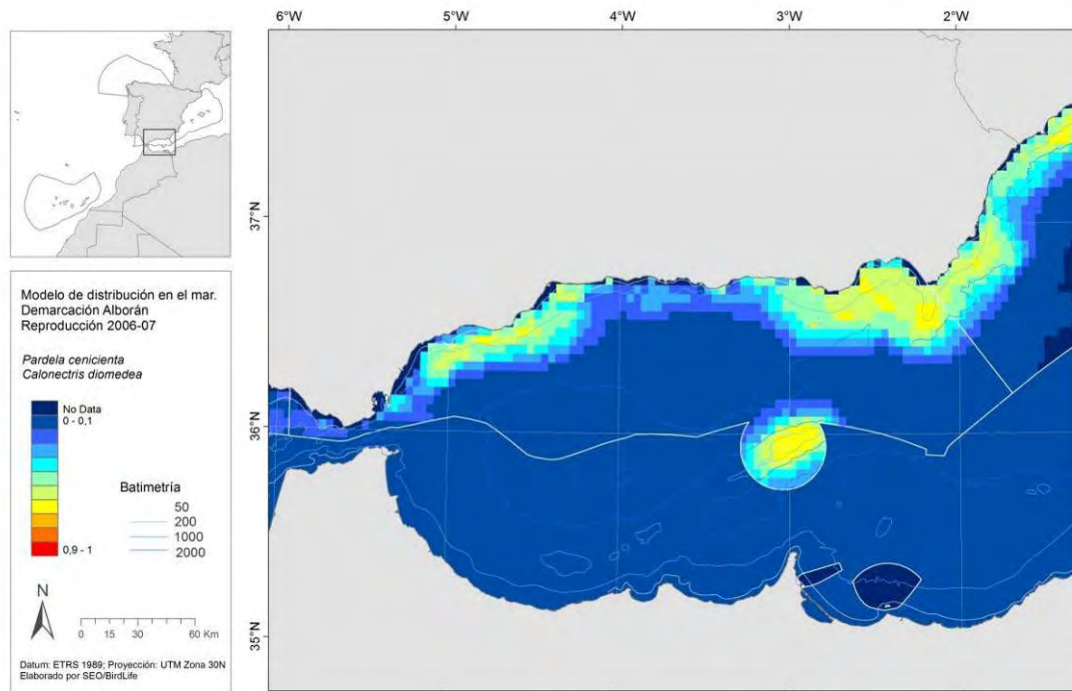 6°W 5°W 4°W 3°W 2°W
37°N
36°N
35°N
Modelo de distribución en el mar.
Demarcación Alborán
Reproducción 2006-07
Pardela cenicienta
Calonectris diomedea
No Data
0 - 0,1
0,9 - 1
Batimetría
50
200
1000
2000
N
0 15 30 60 Km
Datum: ETRS 1989; Proyección: UTM Zona 30N
Elaborado por SEO/BirdLife